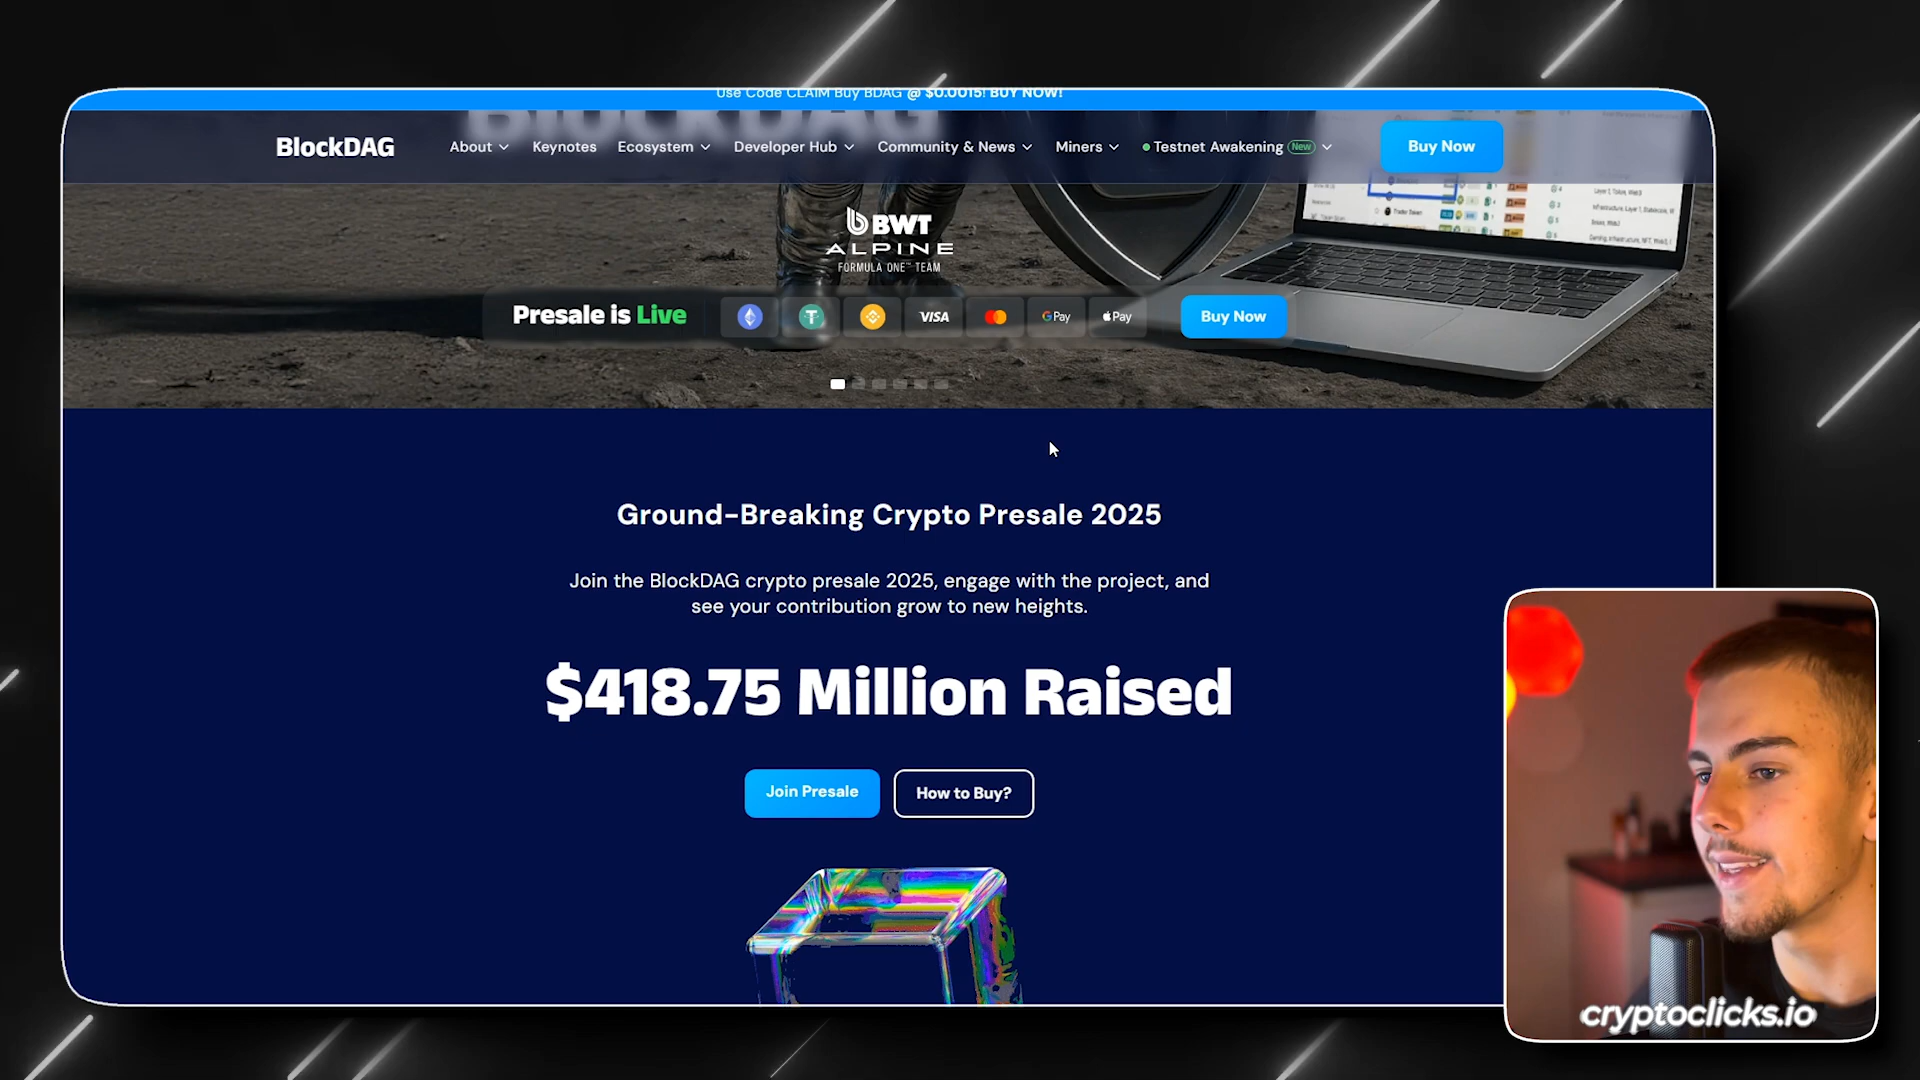 Use Code CLAIM Buy BDAG @ $0.0015! BUY NOW!
BlockDAG
BlockDAG
About
Keynotes
Ecosystem
Developer Hub
Community & News
Miners
Testnet Awakening
New
Buy Now
BWT
ALPINE
FORMULA ONE™ TEAM
Presale is Live
VISA
G Pay
Pay
Buy Now
Ground-Breaking Crypto Presale 2025
Join the BlockDAG crypto presale 2025, engage with the project, and
see your contribution grow to new heights.
$418.75 Million Raised
Join Presale
How to Buy?
cryptoclicks.io